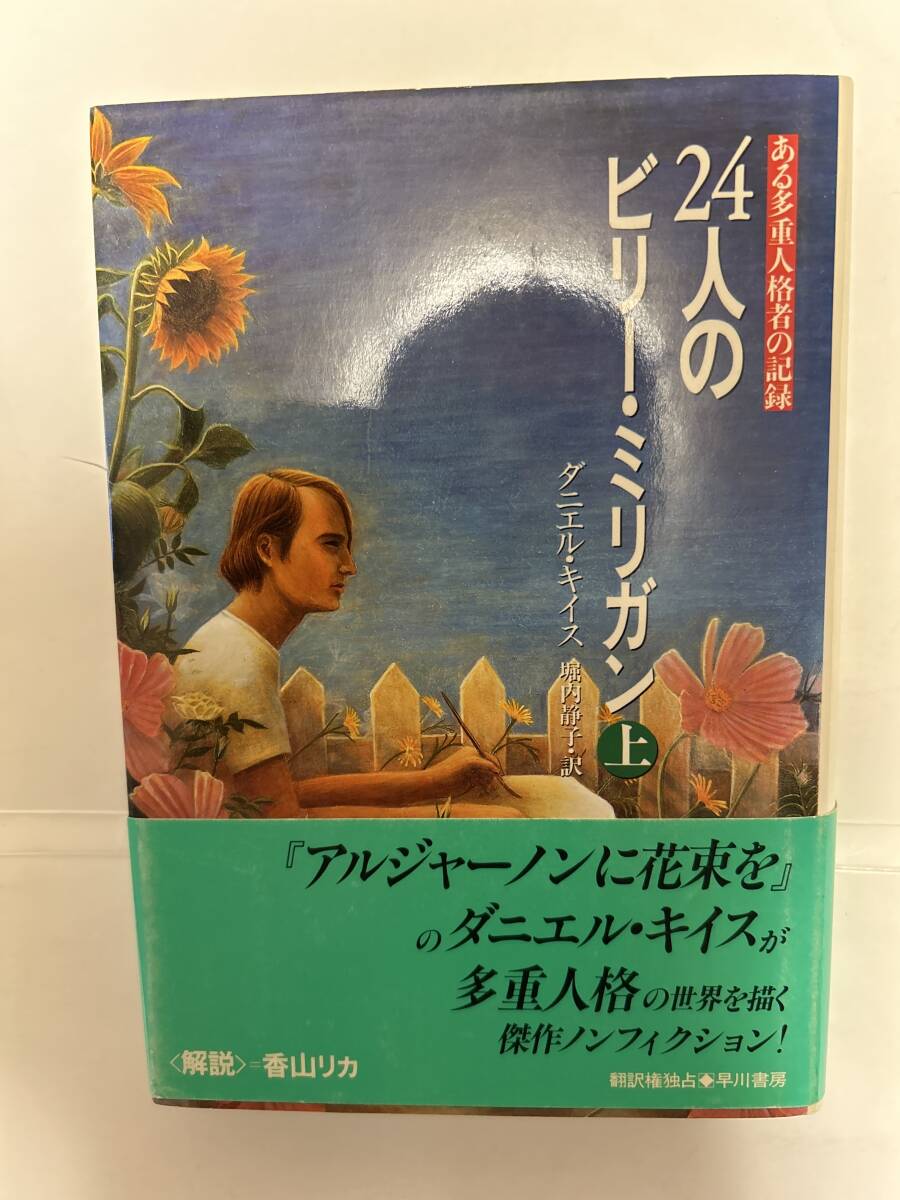 ある多重人格者の記録
24人の
ビリー・ミリガン
上
ダニエル・キイス
堀内静子・訳
『アルジャーノンに花束を』
のダニエル・キイスが
多重人格の世界を描く
傑作ノンフィクション!
〈解説〉=香山リカ
翻訳権独占◆早川書房